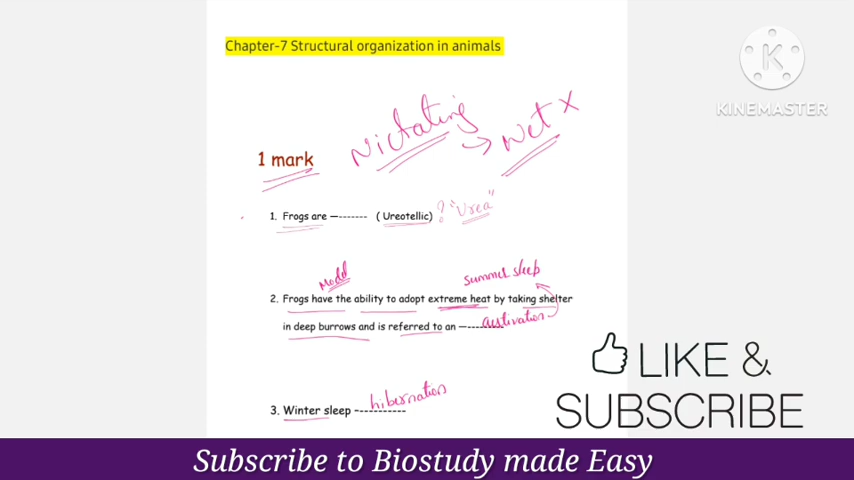 Chapter-7 Structural organization in animals
KINEMASTER
Nictating
→ Net X
1 mark
1. Frogs are -------- ( Ureotellic) ? "Urea"
Model
summer sleep
2. Frogs have the ability to adopt extreme heat by taking shelter
in deep burrows and is referred to an ---------- aestivation
3. Winter sleep ----------- hibernation
LIKE &
SUBSCRIBE
Subscribe to Biostudy made Easy